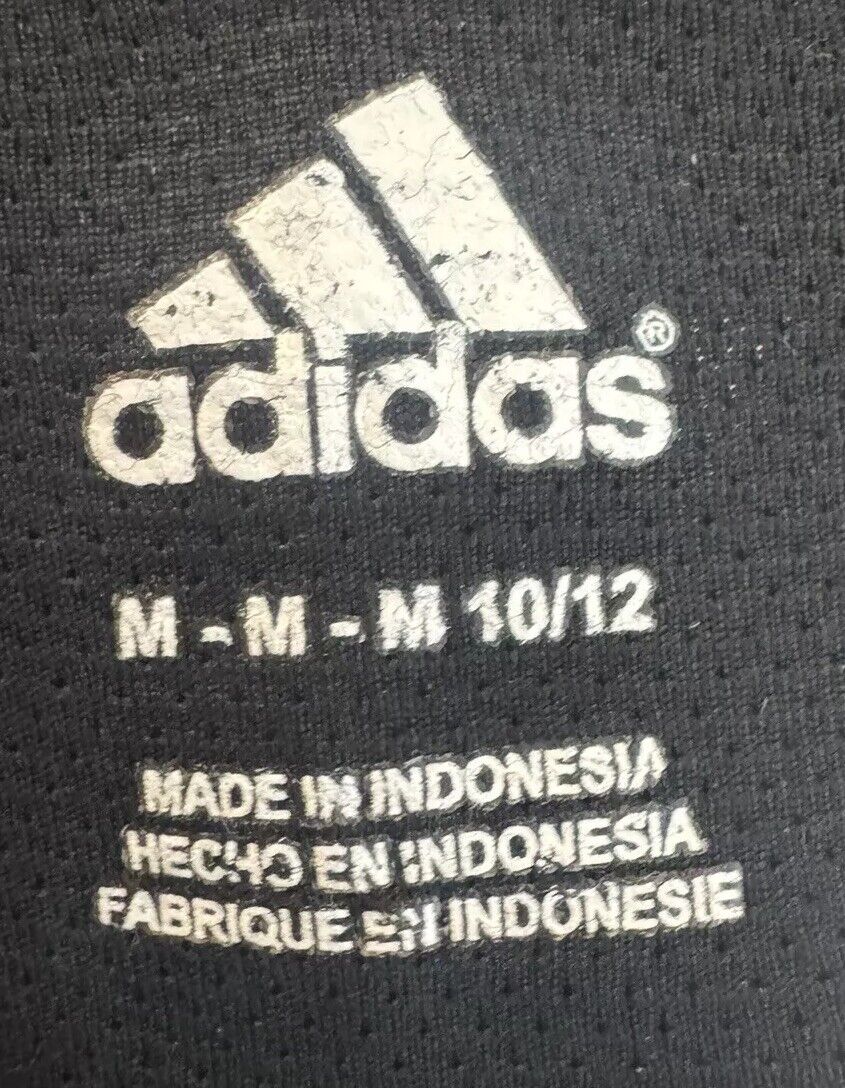 adidas®
M - M - M 10/12
MADE IN INDONESIA
HECHO EN INDONESIA
FABRIQUE EN INDONESIE